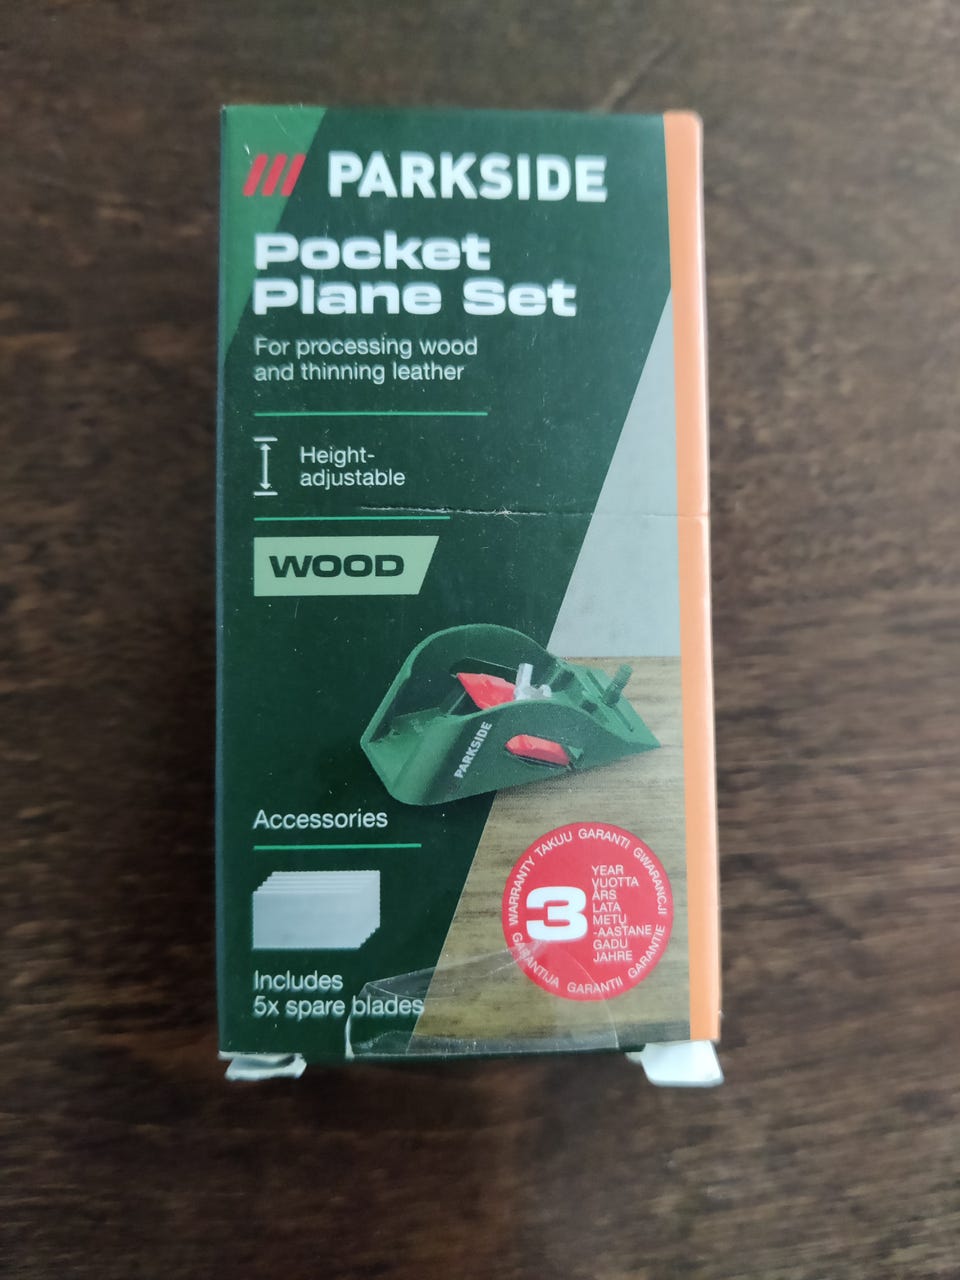 PARKSIDE
Pocket
Plane Set
For processing wood
and thinning leather
Height-
adjustable
WOOD
PARKSIDE
Accessories
Includes
5x spare blades
WARRANTY TAKUU GARANTI GWARANCJI GARANTIE GARANTII GARANTIJA
3
YEAR
VUOTTA
ÅRS
LATA
METU
-AASTANE
GADU
JAHRE